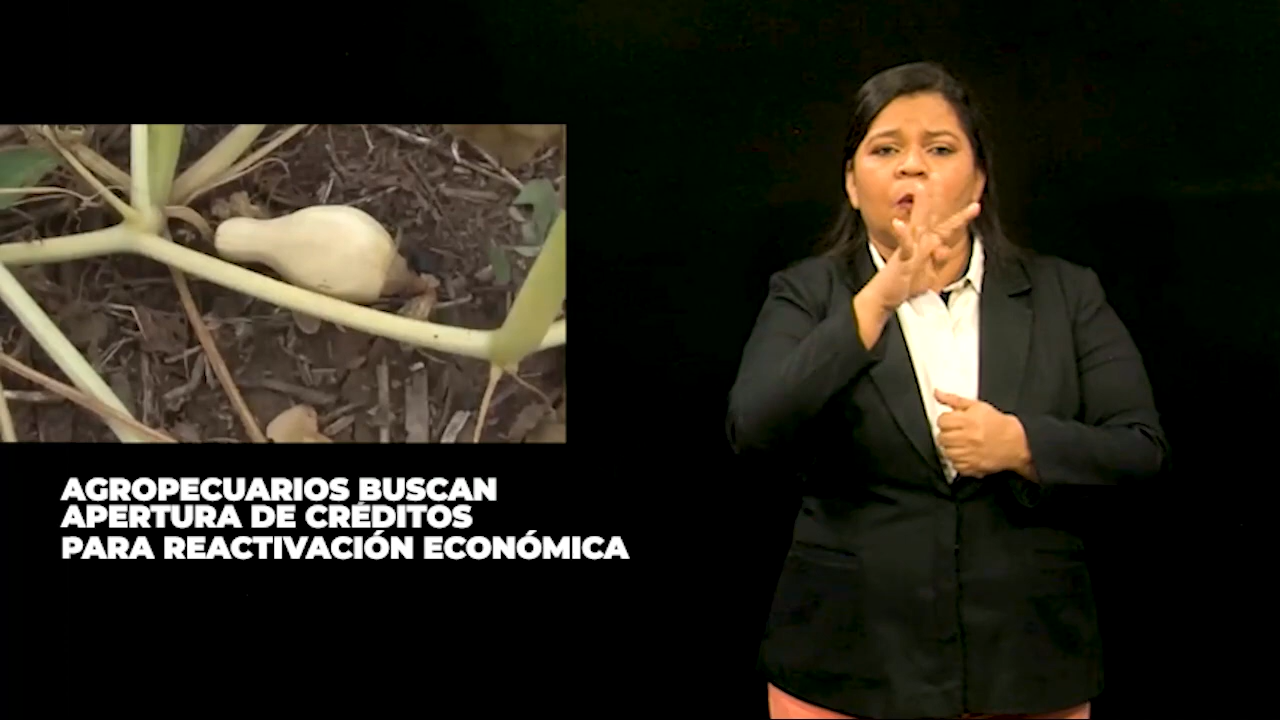 AGROPECUARIOS BUSCAN
APERTURA DE CRÉDITOS
PARA REACTIVACIÓN ECONÓMICA